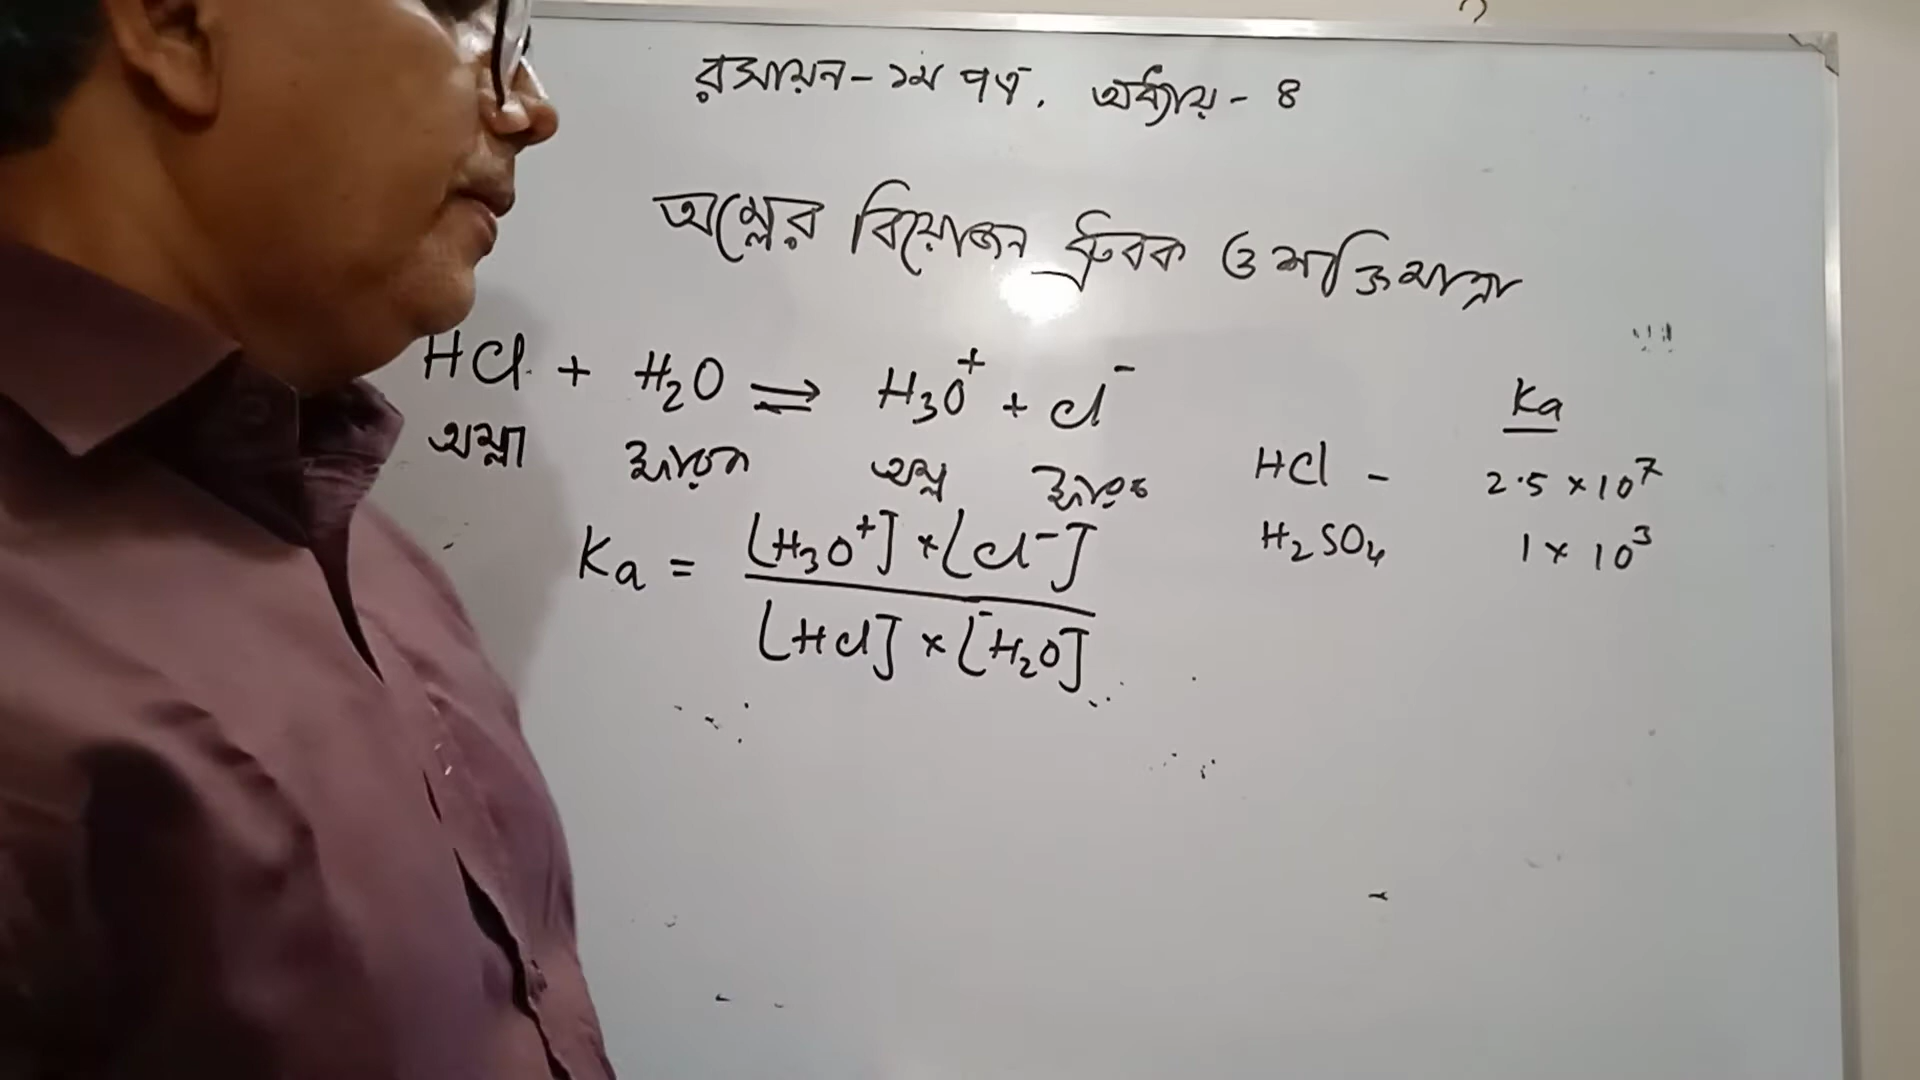 রসায়ন - ১ম পত্র. অধ্যায় - ৪
অম্লের বিয়োজন ধ্রুবক ও শক্তিমাত্রা
HCl + H₂O ⇌ H₃O⁺ + Cl⁻
অম্ল ক্ষারক অম্ল ক্ষারক
Ka = [H₃O⁺] × [Cl⁻] / [HCl] × [H₂O]
Ka
HCl - 2.5 × 10⁷
H₂SO₄ 1 × 10³